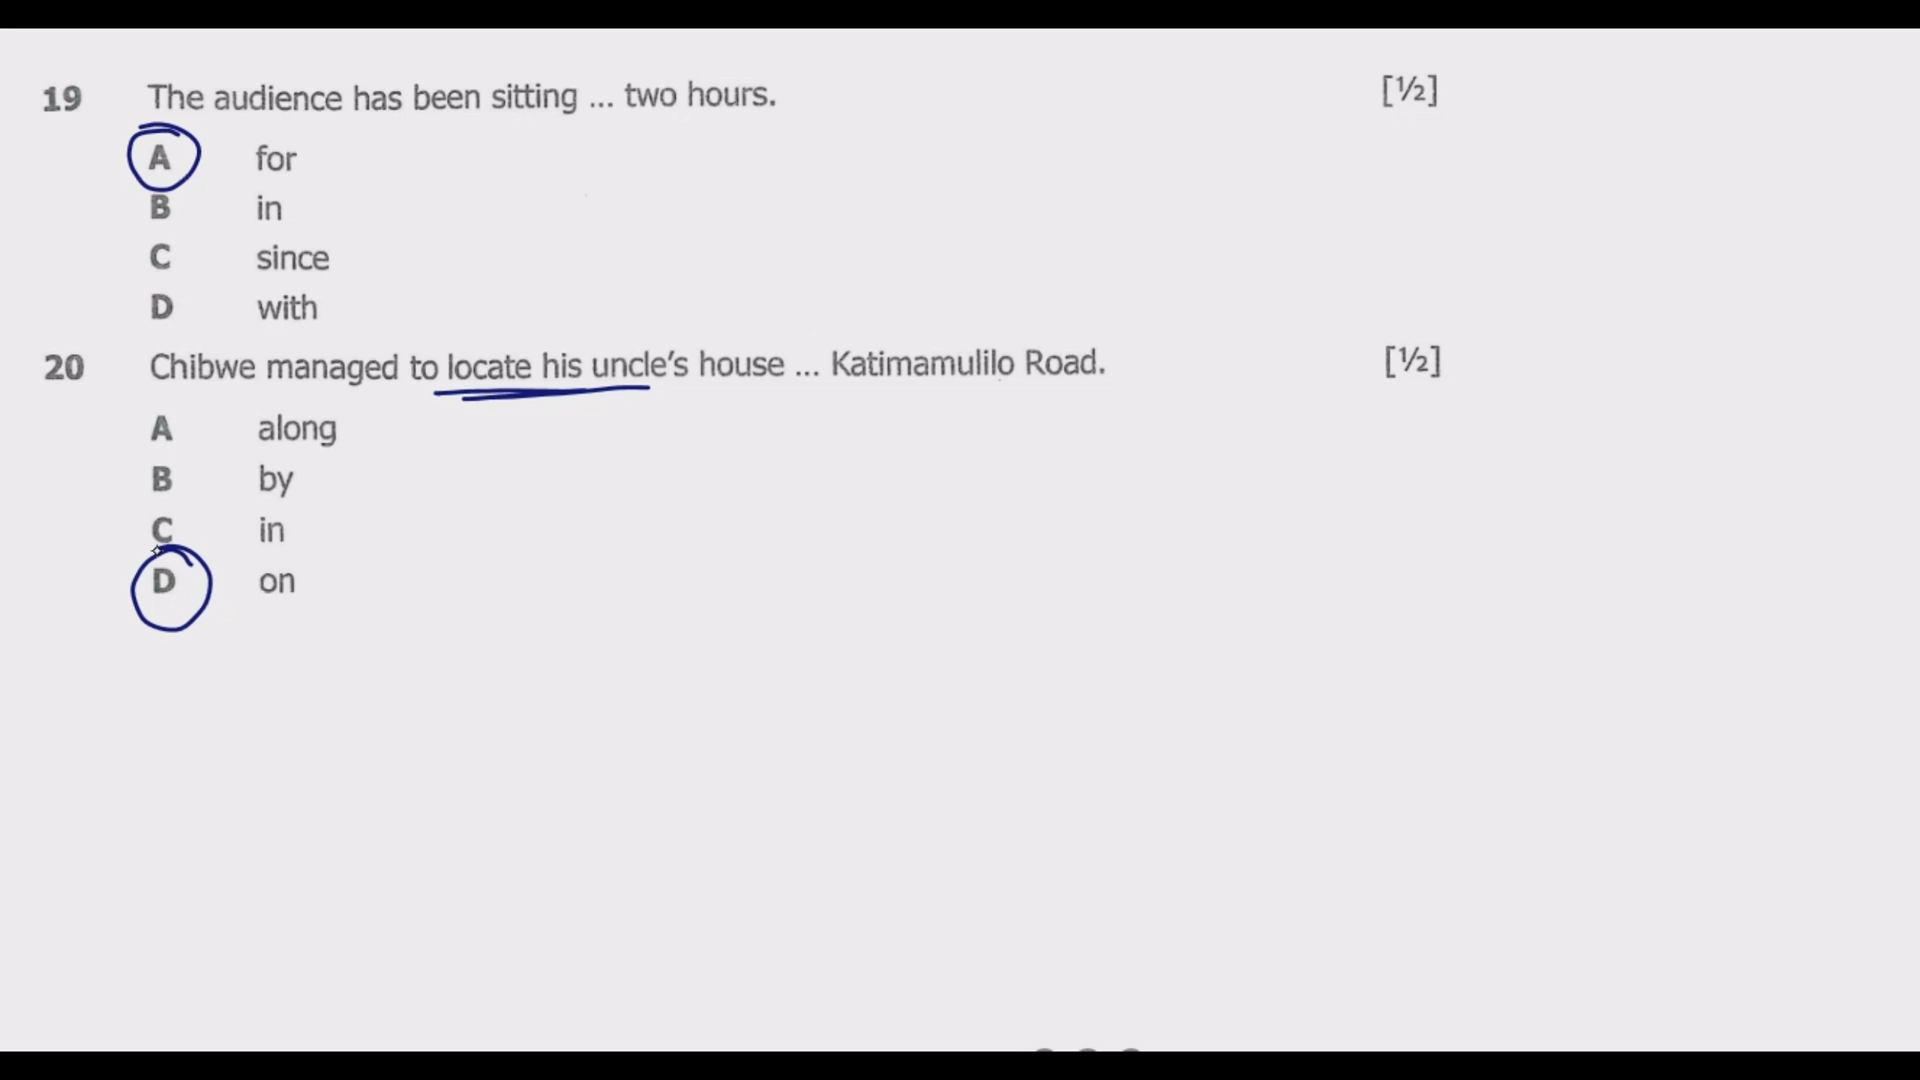 19 The audience has been sitting ... two hours. [½]
A for
B in
C since
D with
20 Chibwe managed to locate his uncle's house ... Katimamulilo Road. [½]
A along
B by
C in
D on